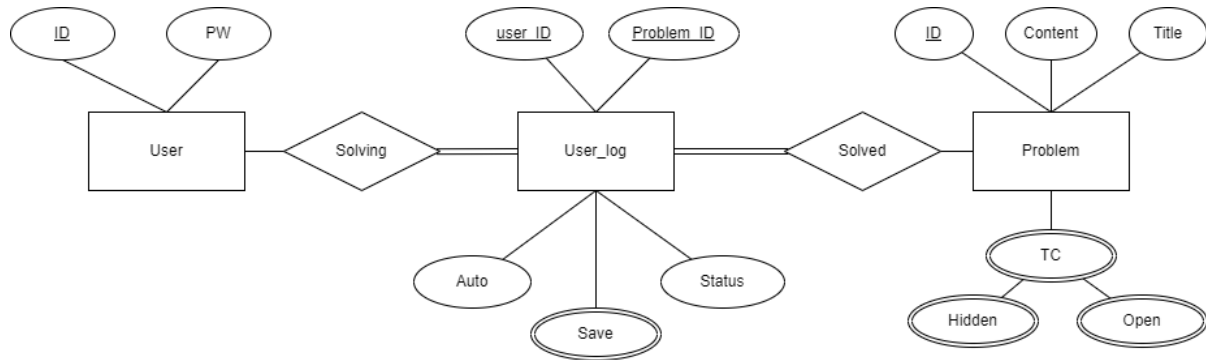 ID
PW
user_ID
Problem_ID
ID
Content
Title
User
Solving
User_log
Solved
Problem
Auto
Save
Status
TC
Hidden
Open